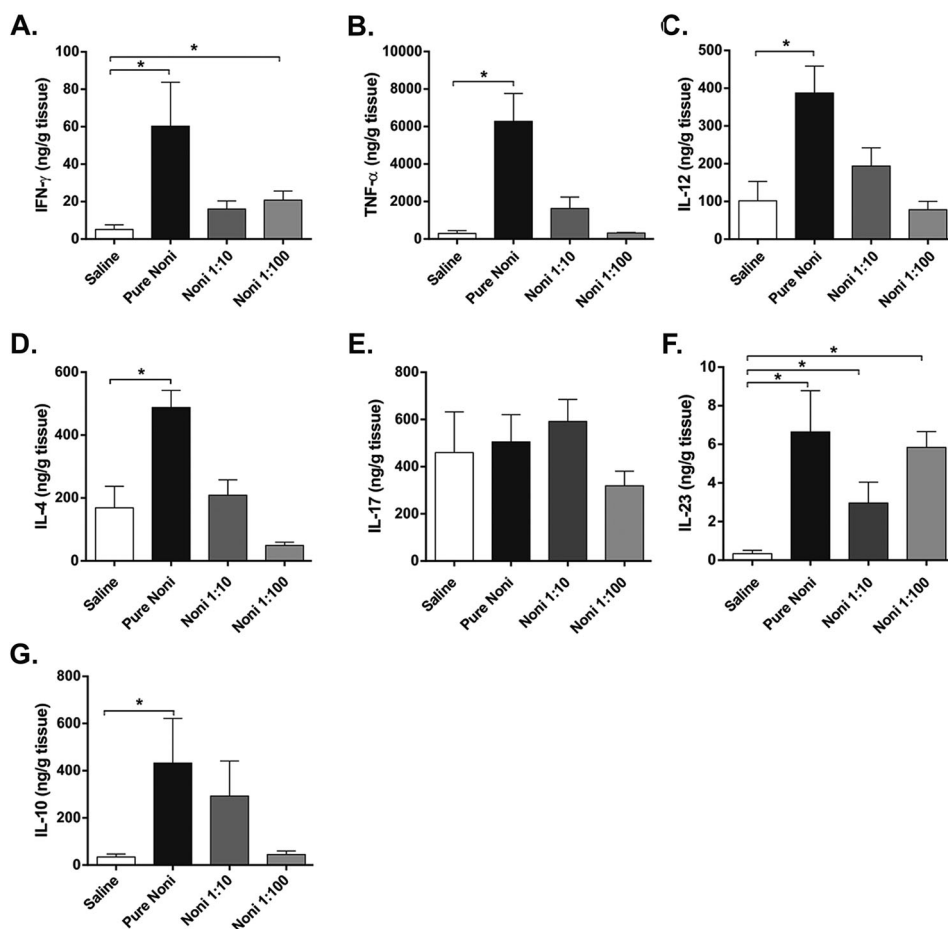 A.
IFN-γ (ng/g tissue)
100
80
60
40
20
0
*
*
Saline
Pure Noni
Noni 1:10
Noni 1:100
B.
TNF-α (ng/g tissue)
10000
8000
6000
4000
2000
0
*
Saline
Pure Noni
Noni 1:10
Noni 1:100
C.
IL-12 (ng/g tissue)
500
400
300
200
100
0
*
Saline
Pure Noni
Noni 1:10
Noni 1:100
D.
IL-4 (ng/g tissue)
600
400
200
0
*
Saline
Pure Noni
Noni 1:10
Noni 1:100
E.
IL-17 (ng/g tissue)
800
600
400
200
0
Saline
Pure Noni
Noni 1:10
Noni 1:100
F.
IL-23 (ng/g tissue)
10
8
6
4
2
0
*
*
*
Saline
Pure Noni
Noni 1:10
Noni 1:100
G.
IL-10 (ng/g tissue)
800
600
400
200
0
*
Saline
Pure Noni
Noni 1:10
Noni 1:100